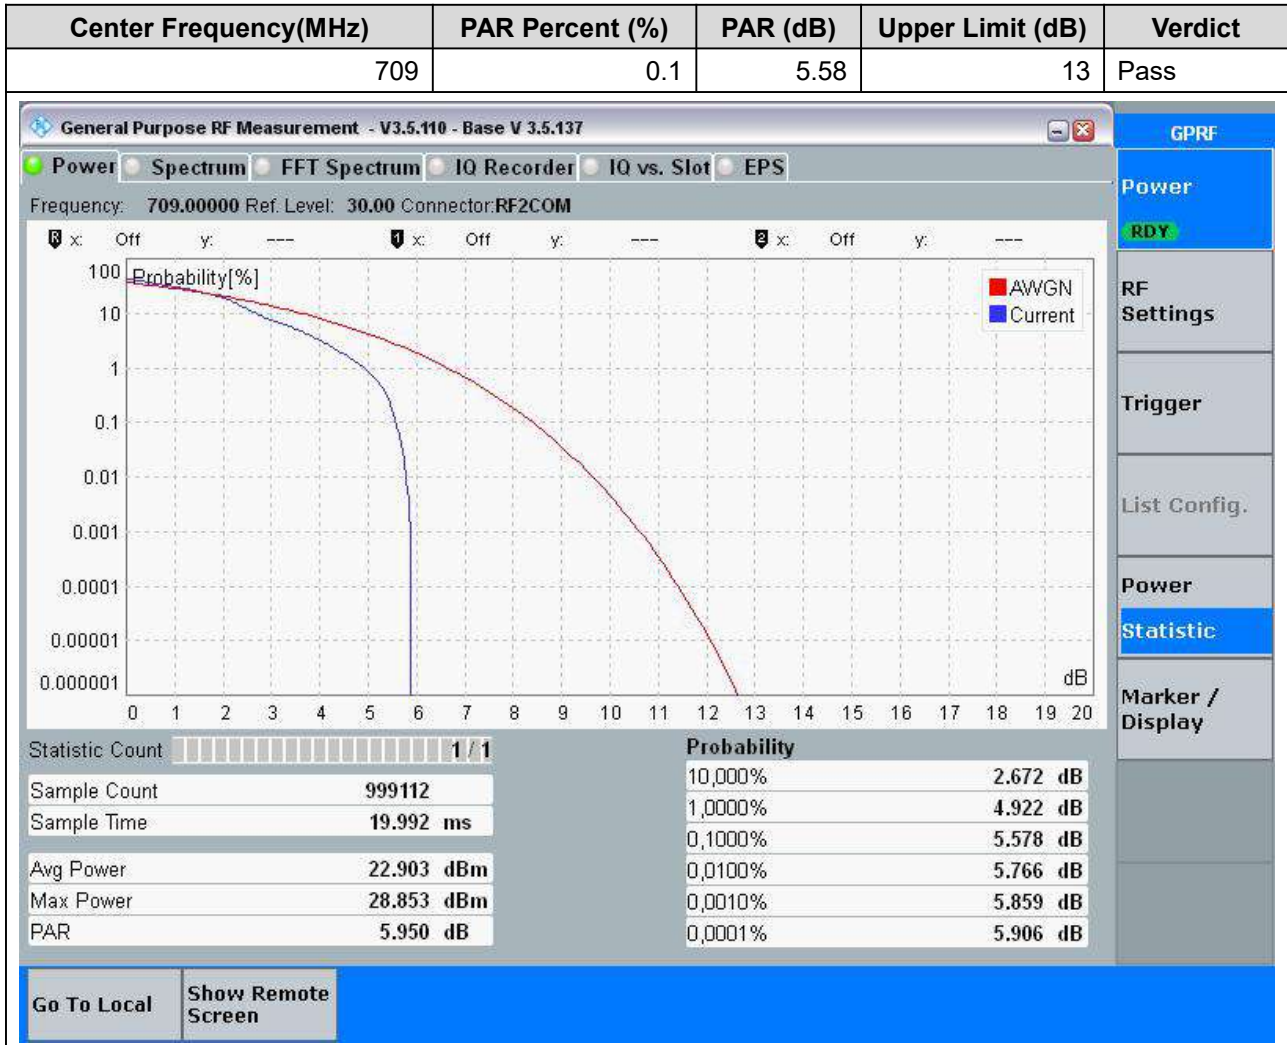 Center Frequency(MHz) PAR Percent (%) PAR (dB) Upper Limit (dB) Verdict
709 0.1 5.58 13 Pass
General Purpose RF Measurement - V3.5.110 - Base V 3.5.137
GPRF
Power Spectrum FFT Spectrum IQ Recorder IQ vs. Slot EPS
Power
RDY
Frequency: 709.00000 Ref. Level: 30.00 Connector:RF2COM
R x: Off y: --- 1 x: Off y: --- 2 x: Off y: ---
Probability[%]
AWGN
Current
100
10
1
0.1
0.01
0.001
0.0001
0.00001
0.000001
dB
0 1 2 3 4 5 6 7 8 9 10 11 12 13 14 15 16 17 18 19 20
RF
Settings
Trigger
List Config.
Power
Statistic
Marker /
Display
Statistic Count 1 / 1
Sample Count 999112
Sample Time 19.992 ms
Avg Power 22.903 dBm
Max Power 28.853 dBm
PAR 5.950 dB
Probability
10,000% 2.672 dB
1,0000% 4.922 dB
0,1000% 5.578 dB
0,0100% 5.766 dB
0,0010% 5.859 dB
0,0001% 5.906 dB
Go To Local
Show Remote
Screen